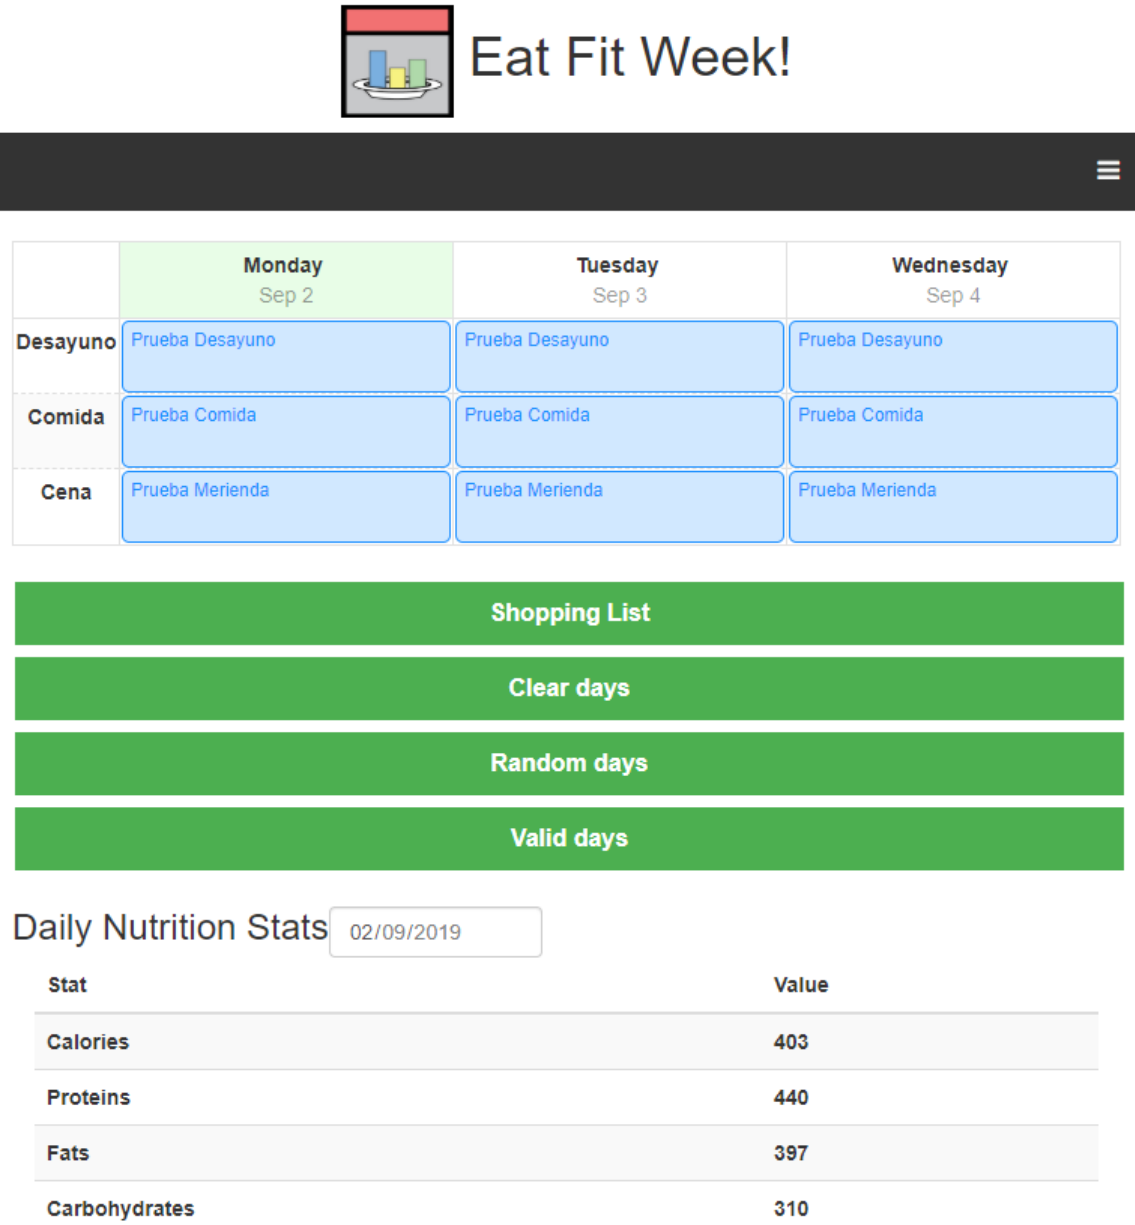 Eat Fit Week!
Monday Tuesday Wednesday
Sep 2 Sep 3 Sep 4
Desayuno Prueba Desayuno Prueba Desayuno Prueba Desayuno
Comida Prueba Comida Prueba Comida Prueba Comida
Cena Prueba Merienda Prueba Merienda Prueba Merienda
Shopping List
Clear days
Random days
Valid days
Daily Nutrition Stats 02/09/2019
Stat Value
Calories 403
Proteins 440
Fats 397
Carbohydrates 310